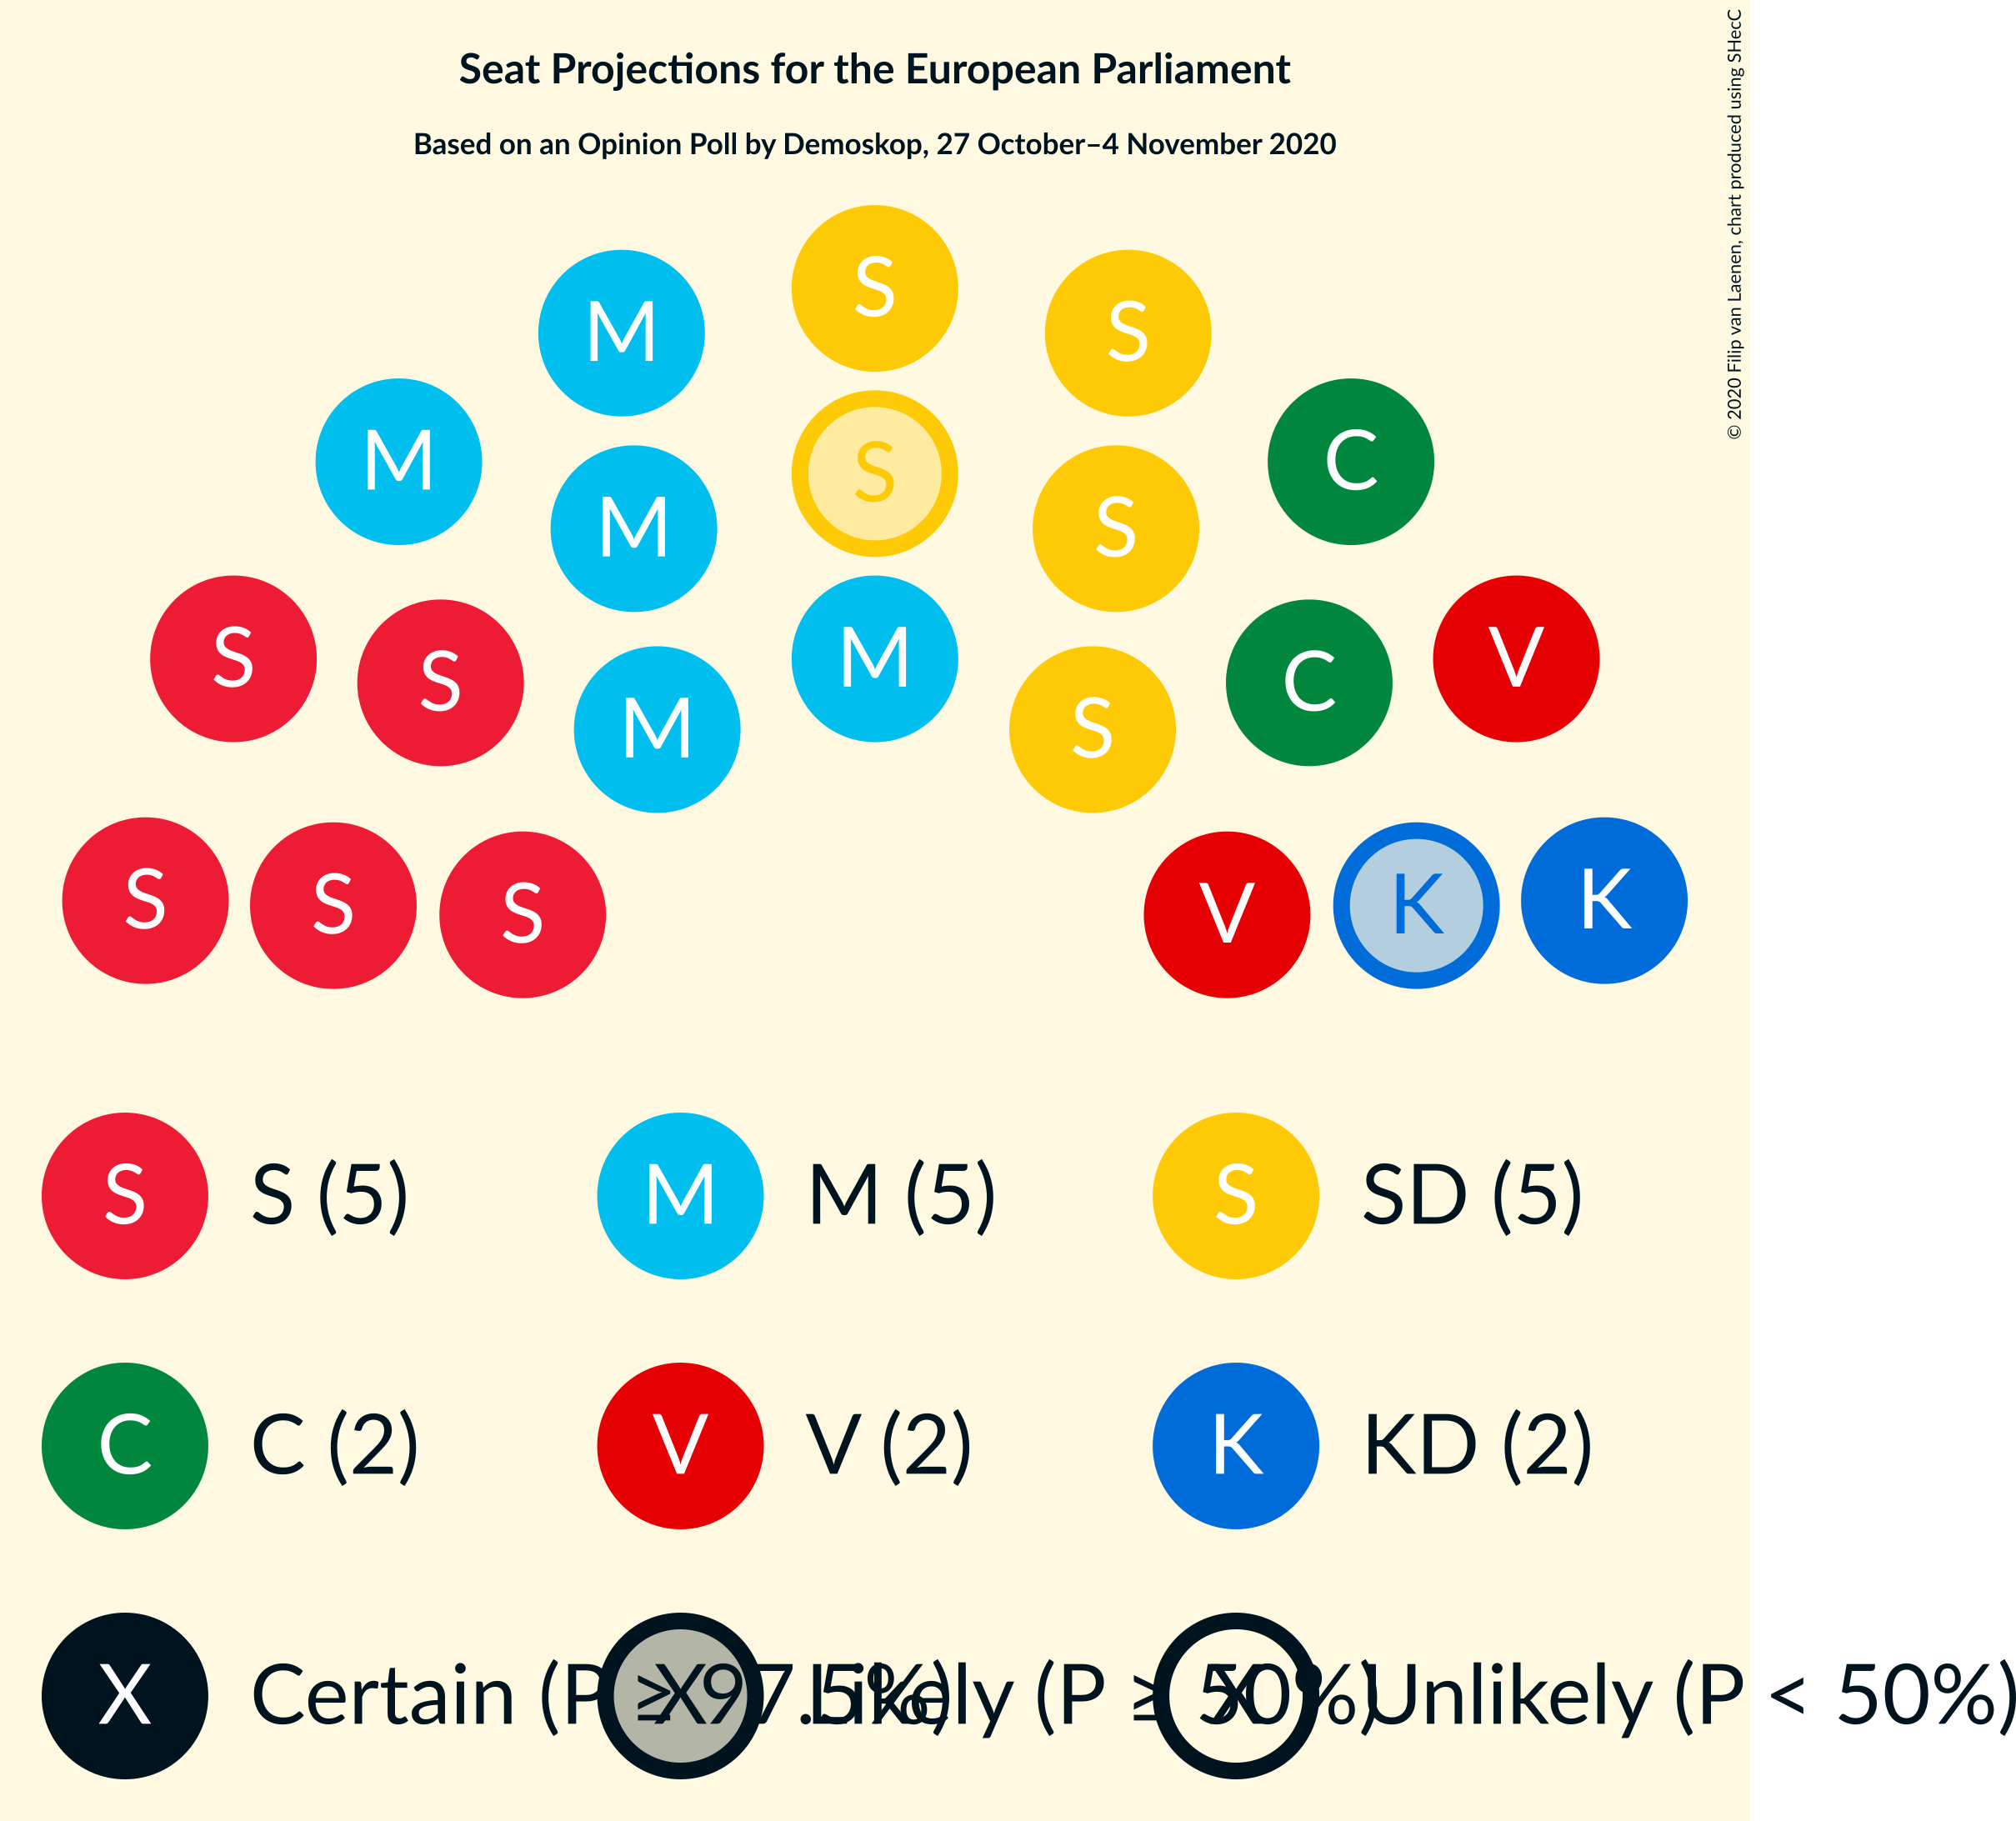 Seat Projections for the European Parliament
Based on an Opinion Poll by Demoskop, 27 October–4 November 2020
© 2020 Filip van Laenen, chart produced using SHecC
S
M S
M C
S
M S
S M V
S C
M S
S K
S K
S V
S S (5) M M (5) S SD (5)
C C (2) V V (2) K KD (2)
X Certain (P ≥ 97.5%) X Likely (P ≥ 50%) X Unlikely (P < 50%)